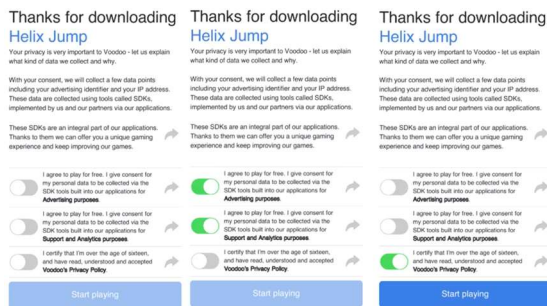 Thanks for downloading
Helix Jump
Your privacy is very important to Voodoo - let us explain
what kind of data we collect and why.
With your consent, we will collect a few data points
including your advertising identifier and your IP address.
These data are collected using tools called SDKs,
implemented by us and our partners via our applications.
These SDKs are an integral part of our applications.
Thanks to them we can offer you a unique gaming
experience and keep improving our games.
I agree to play for free. I give consent for
my personal data to be collected via the
SDK tools built into our applications for
Advertising purposes.
I agree to play for free. I give consent for
my personal data to be collected via the
SDK tools built into our applications for
Support and Analytics purposes.
I certify that I'm over the age of sixteen,
and have read, understood and accepted
Voodoo's Privacy Policy.
Start playing
Thanks for downloading
Helix Jump
Your privacy is very important to Voodoo - let us explain
what kind of data we collect and why.
With your consent, we will collect a few data points
including your advertising identifier and your IP address.
These data are collected using tools called SDKs,
implemented by us and our partners via our applications.
These SDKs are an integral part of our applications.
Thanks to them we can offer you a unique gaming
experience and keep improving our games.
I agree to play for free. I give consent for
my personal data to be collected via the
SDK tools built into our applications for
Advertising purposes.
I agree to play for free. I give consent for
my personal data to be collected via the
SDK tools built into our applications for
Support and Analytics purposes.
I certify that I'm over the age of sixteen,
and have read, understood and accepted
Voodoo's Privacy Policy.
Start playing
Thanks for downloading
Helix Jump
Your privacy is very important to Voodoo - let us explain
what kind of data we collect and why.
With your consent, we will collect a few data points
including your advertising identifier and your IP address.
These data are collected using tools called SDKs,
implemented by us and our partners via our applications.
These SDKs are an integral part of our applications.
Thanks to them we can offer you a unique gaming
experience and keep improving our games.
I agree to play for free. I give consent for
my personal data to be collected via the
SDK tools built into our applications for
Advertising purposes.
I agree to play for free. I give consent for
my personal data to be collected via the
SDK tools built into our applications for
Support and Analytics purposes.
I certify that I'm over the age of sixteen,
and have read, understood and accepted
Voodoo's Privacy Policy.
Start playing